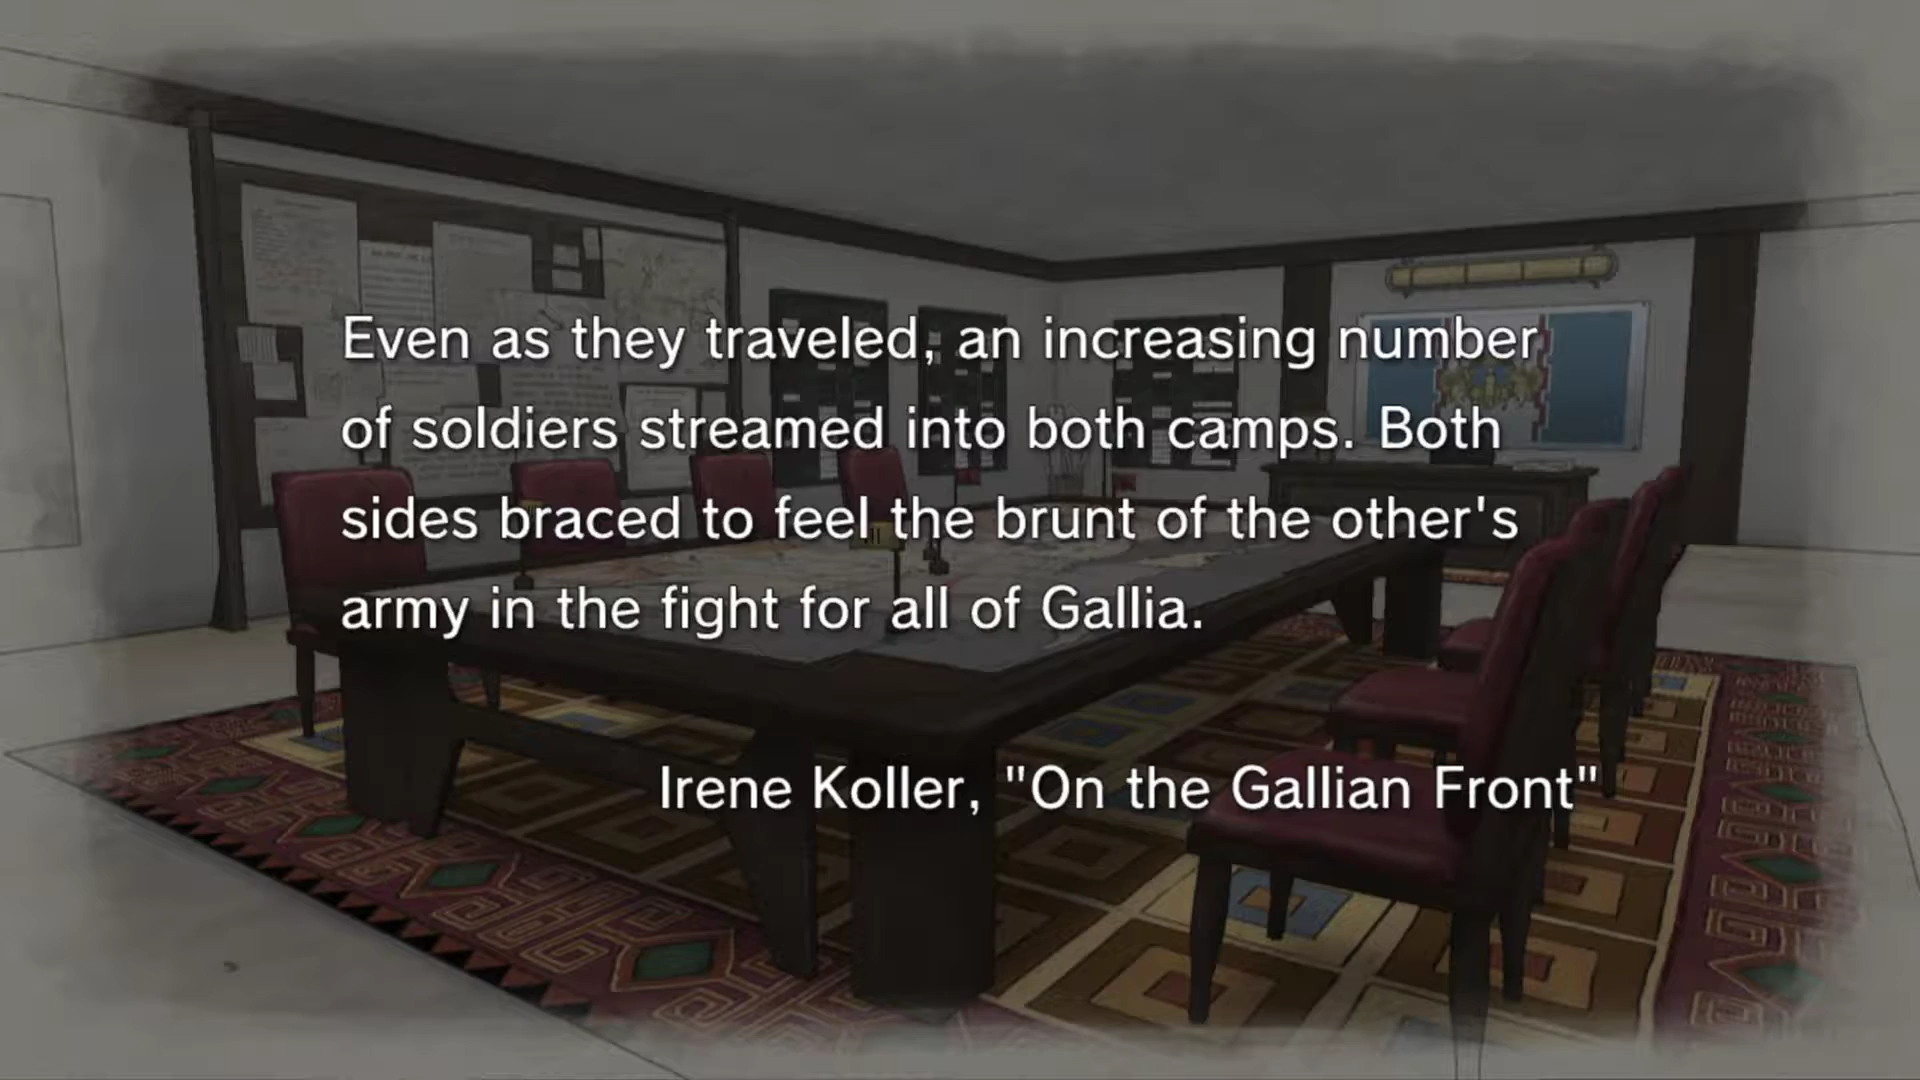 Even as they traveled, an increasing number
of soldiers streamed into both camps. Both
sides braced to feel the brunt of the other's
army in the fight for all of Gallia.
Irene Koller, "On the Gallian Front"